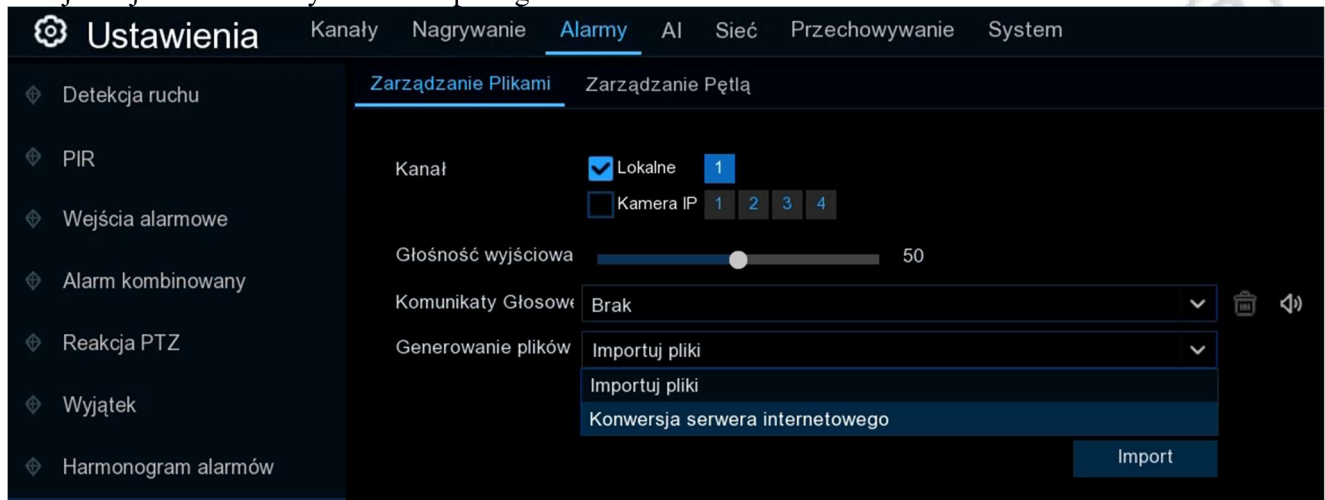 Ustawienia
Kanały Nagrywanie Alarmy AI Sieć Przechowywanie System
Detekcja ruchu
PIR
Wejścia alarmowe
Alarm kombinowany
Reakcja PTZ
Wyjątek
Harmonogram alarmów
Zarządzanie Plikami Zarządzanie Pętlą
Kanał Lokalne 1
Kamera IP 1 2 3 4
Głośność wyjściowa 50
Komunikaty Głosowe Brak
Generowanie plików Importuj pliki
Importuj pliki
Konwersja serwera internetowego
Import